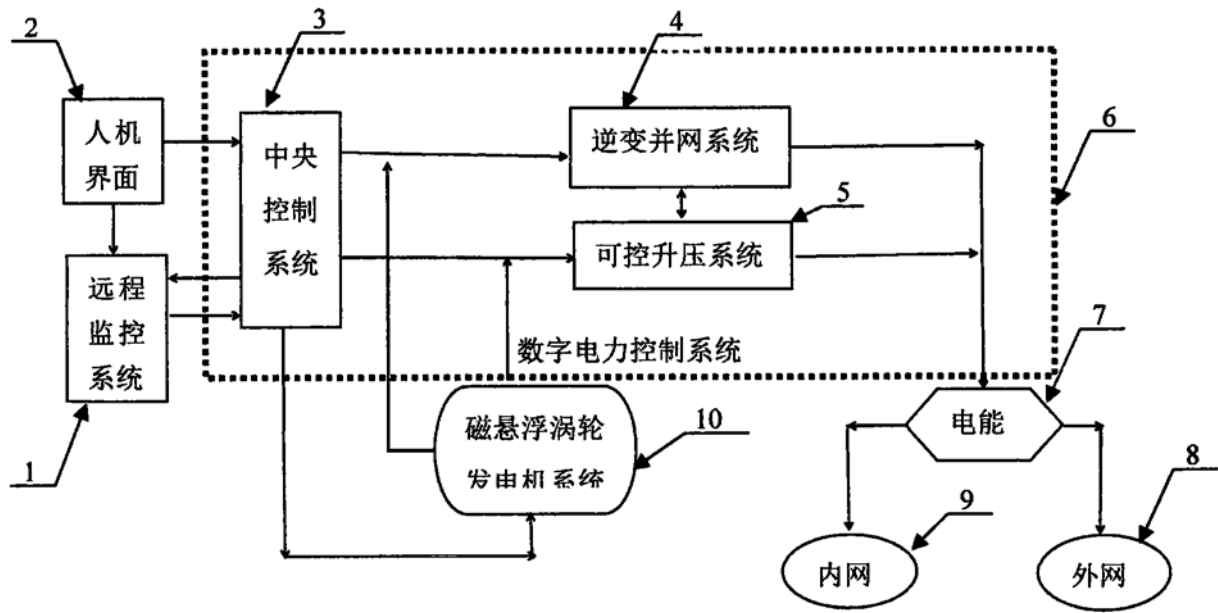 2
3
4
人机
界面
中央
控制
系统
逆变并网系统
6
5
可控升压系统
远程
监控
系统
数字电力控制系统
7
1
磁悬浮涡轮
发电机系统
10
电能
8
9
内网
外网